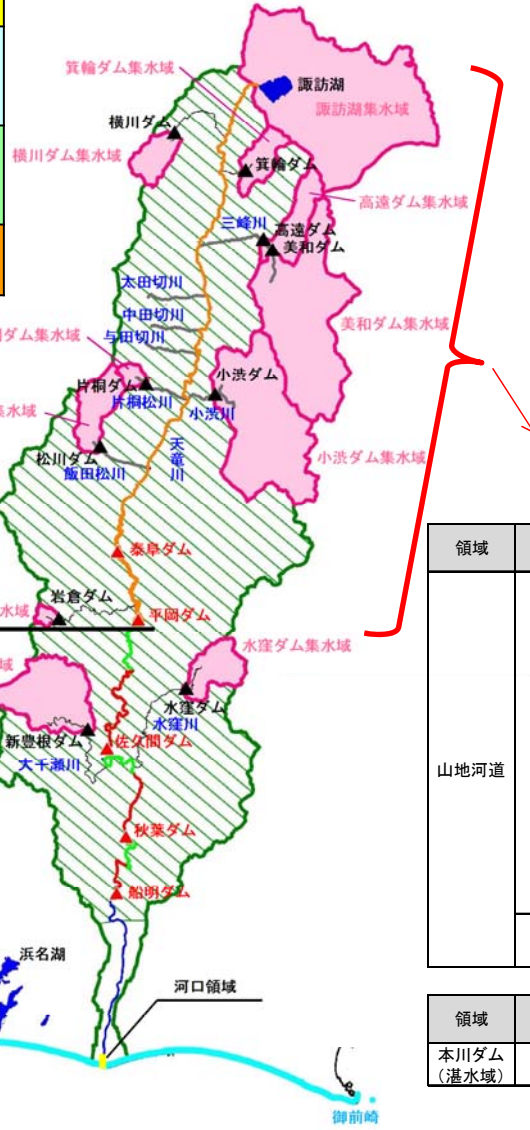 箕輪ダム集水域
諏訪湖
諏訪湖集水域
横川ダム
横川ダム集水域
箕輪ダム
高遠ダム集水域
三峰川
高遠ダム
美和ダム
太田切川
中田切川
与田切川
美和ダム集水域
ダム集水域
小渋ダム
片桐ダム
片桐松川
小渋川
集水域
松川ダム
飯田松川
天竜川
小渋ダム集水域
泰阜ダム
岩倉ダム
水域
平岡ダム
水窪ダム集水域
域
水窪ダム
水窪川
新豊根ダム
佐久間ダム
大千瀬川
秋葉ダム
船明ダム
浜名湖
河口領域
御前崎
領域
山地河道
領域
本川ダム
（湛水域）